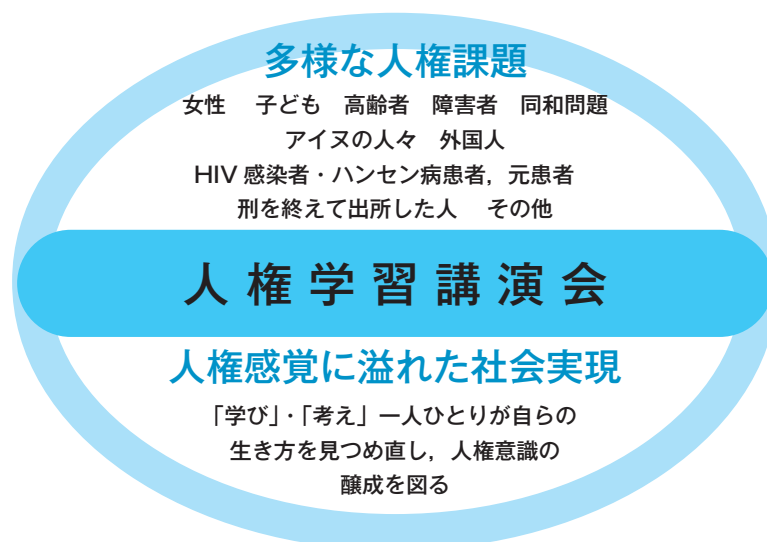 多様な人権課題
女性　子ども　高齢者　障害者　同和問題
アイヌの人々　外国人
HIV 感染者・ハンセン病患者，元患者
刑を終えて出所した人　その他
人権学習講演会
人権感覚に溢れた社会実現
「学び」・「考え」一人ひとりが自らの
生き方を見つめ直し，人権意識の
醸成を図る